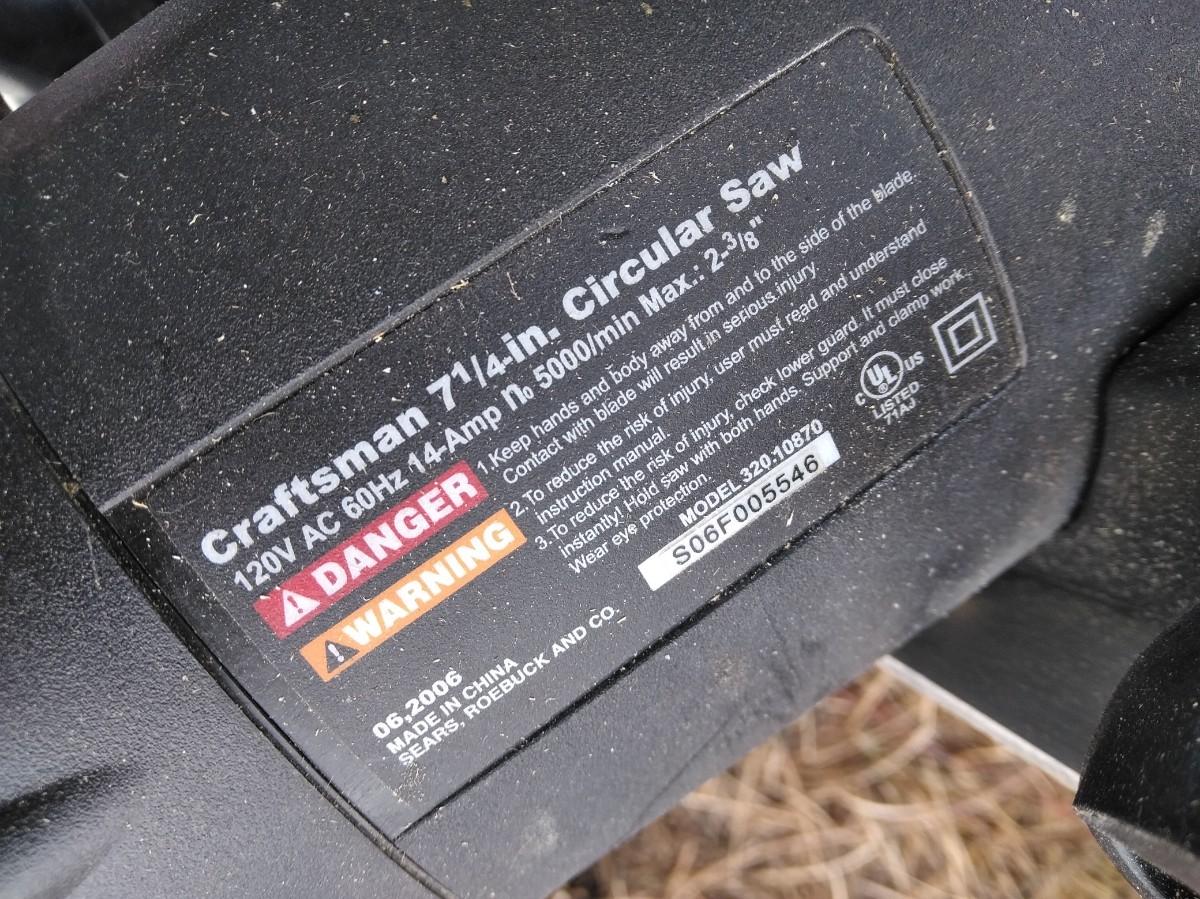 Craftsman 7 1/4-in. Circular Saw
120V AC 60Hz 14-Amp n₀ 5000/min Max.: 2-3/8"
DANGER
1.Keep hands and body away from and to the side of the blade.
Contact with blade will result in serious injury.
WARNING
2.To reduce the risk of injury, user must read and understand
instruction manual.
3.To reduce the risk of injury, check lower guard. It must close
instantly! Hold saw with both hands. Support and clamp work.
Wear eye protection.
MODEL 320.10870
S06F005546
C UL US
LISTED
71AJ
06,2006
MADE IN CHINA
SEARS, ROEBUCK AND CO.